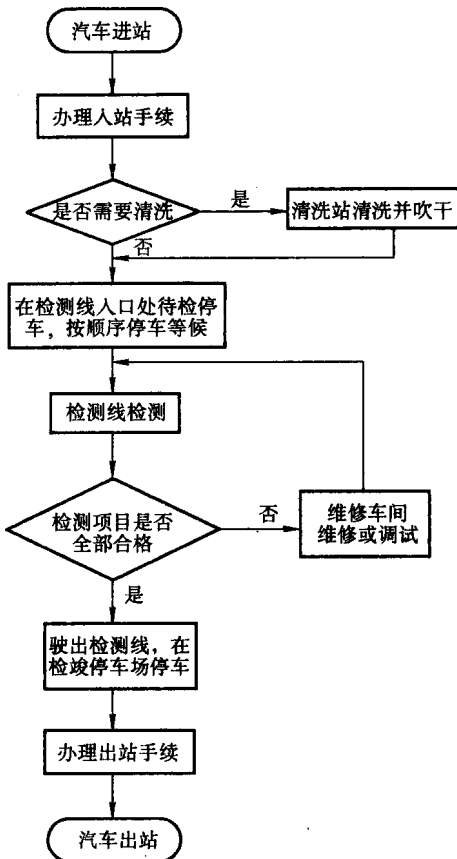 汽车进站
办理入站手续
是否需要清洗
是
清洗站清洗并吹干
否
在检测线入口处待检停
车，按顺序停车等候
检测线检测
检测项目是否
全部合格
否
维修车间
维修或调试
是
驶出检测线，在
检竣停车场停车
办理出站手续
汽车出站